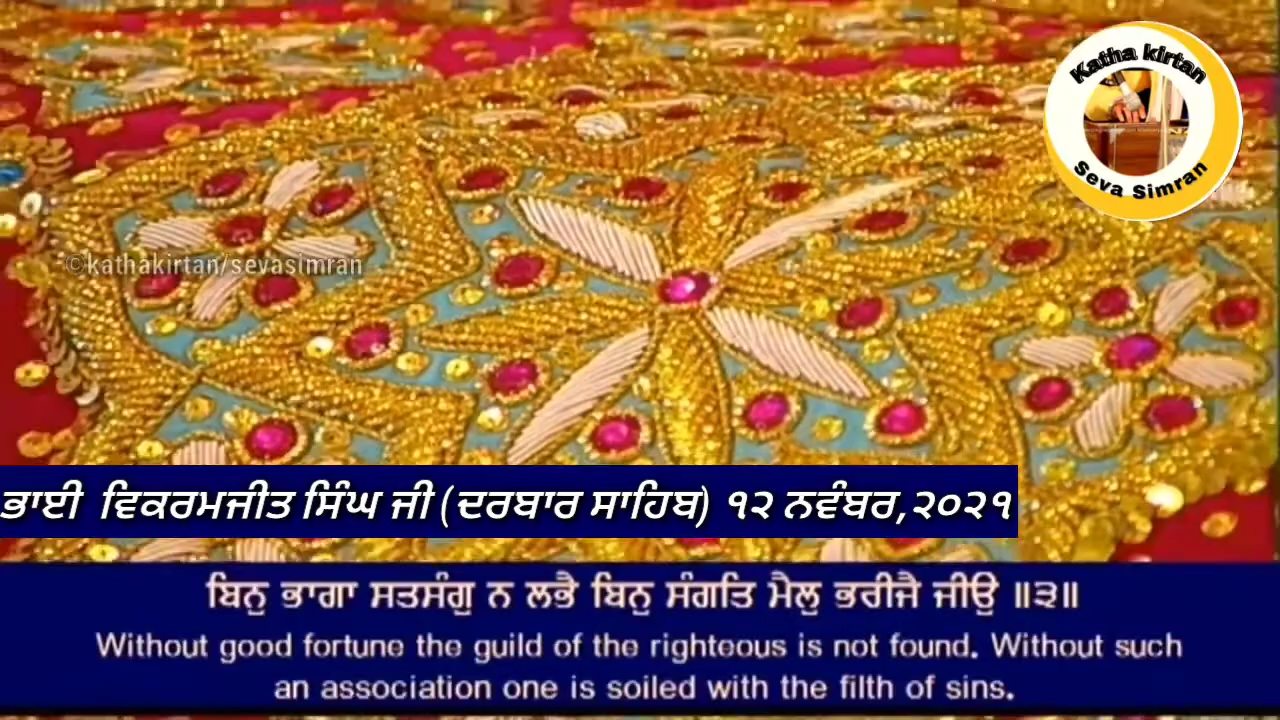 Katha kirtan
Seva Simran
©kathakirtan/sevasimran
ਭਾਈ ਵਿਕਰਮਜੀਤ ਸਿੰਘ ਜੀ (ਦਰਬਾਰ ਸਾਹਿਬ) ੧੨ ਨਵੰਬਰ,੨੦੨੧
ਬਿਨੁ ਭਾਗਾ ਸਤਸੰਗੁ ਨ ਲਭੈ ਬਿਨੁ ਸੰਗਤਿ ਮੈਲੁ ਭਰੀਜੈ ਜੀਉ ॥੩॥
Without good fortune the guild of the righteous is not found. Without such
an association one is soiled with the filth of sins.